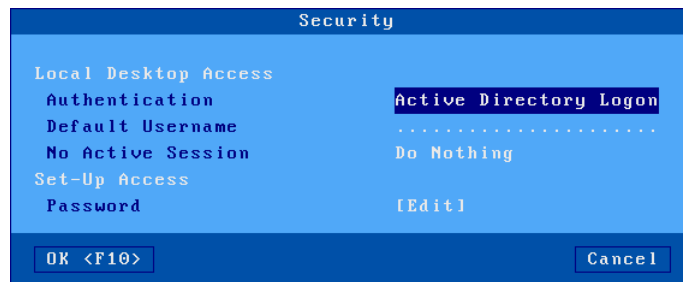 Security
Local Desktop Access
Authentication Active Directory Logon
Default Username ......................
No Active Session Do Nothing
Set-Up Access
Password [Edit]
OK <F10> Cancel